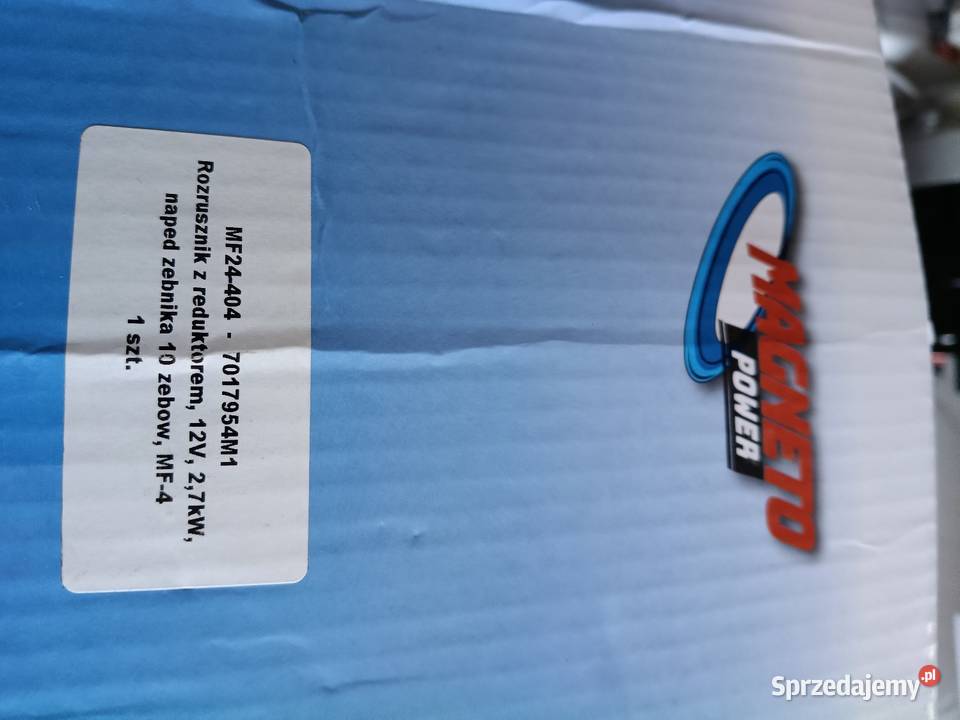 MF24-404 - 7017954M1
Rozrusznik z reduktorem, 12V, 2,7kW,
naped zebnika 10 zebow, MF-4
1 szt.
MAGNETO
POWER
Sprzedajemy.pl